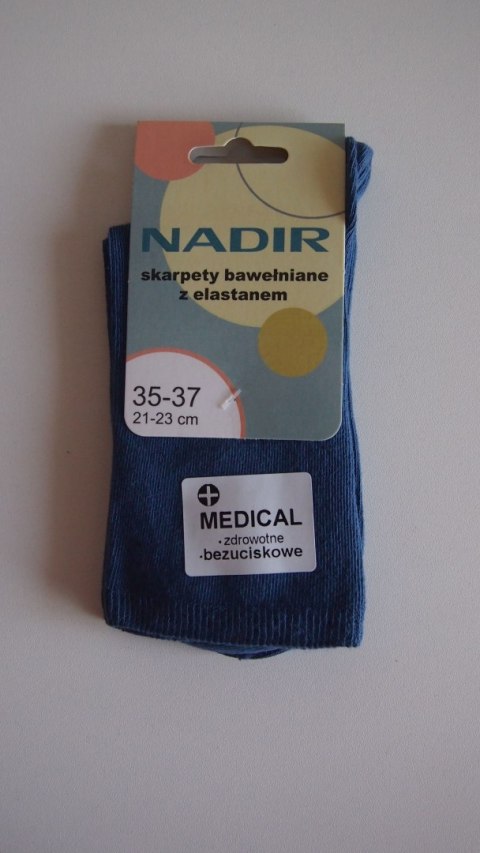 NADIR
skarpety bawełniane
z elastanem
35-37
21-23 cm
MEDICAL
·zdrowotne
·bezuciskowe